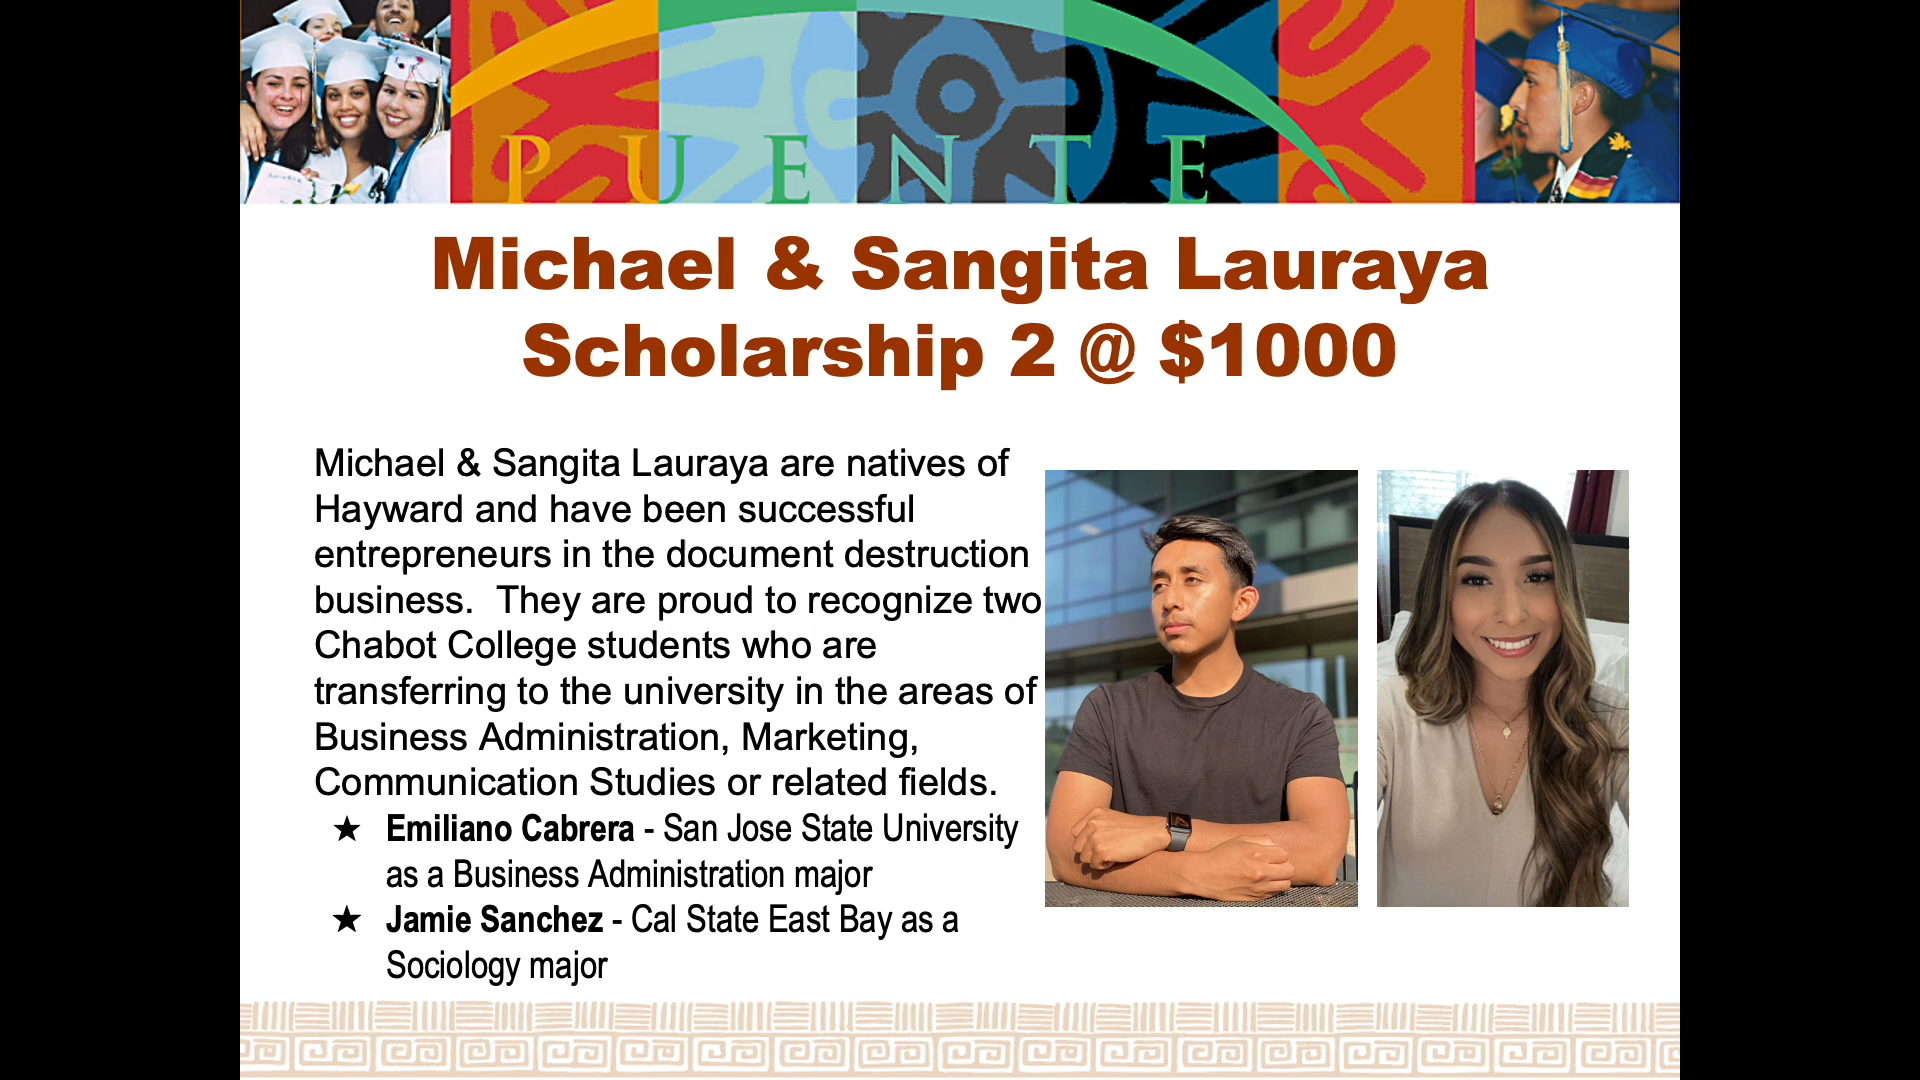 PUENTE
Michael & Sangita Lauraya
Scholarship 2 @ $1000
Michael & Sangita Lauraya are natives of
Hayward and have been successful
entrepreneurs in the document destruction
business.  They are proud to recognize two
Chabot College students who are
transferring to the university in the areas of
Business Administration, Marketing,
Communication Studies or related fields.
★ Emiliano Cabrera - San Jose State University
as a Business Administration major
★ Jamie Sanchez - Cal State East Bay as a
Sociology major